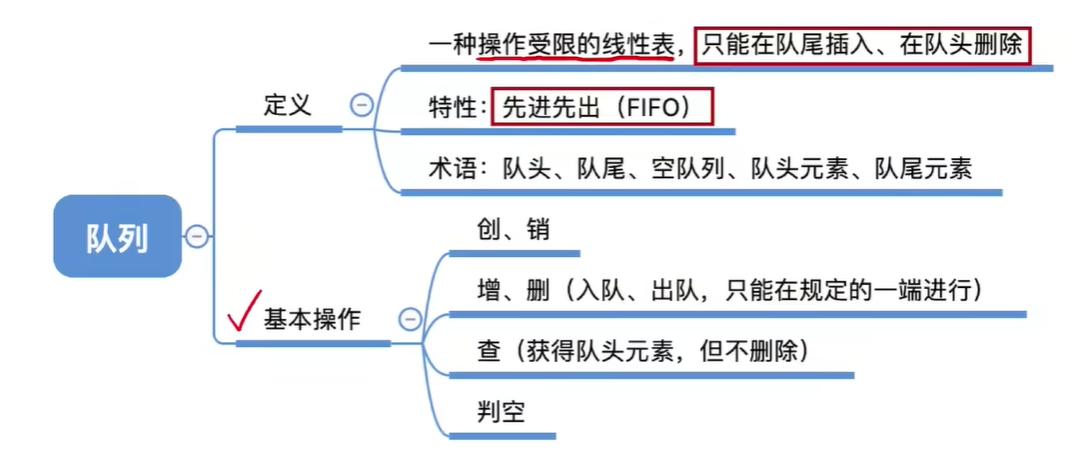 一种操作受限的线性表，只能在队尾插入、在队头删除
定义
特性：先进先出（FIFO）
术语：队头、队尾、空队列、队头元素、队尾元素
队列
创、销
增、删（入队、出队，只能在规定的一端进行）
基本操作
查（获得队头元素，但不删除）
判空